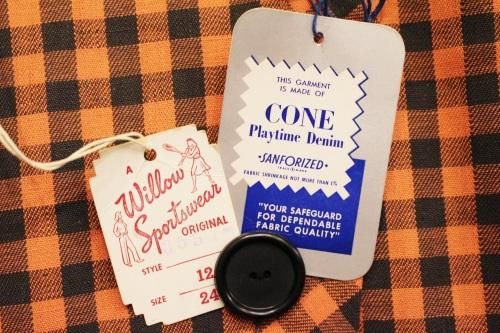 THIS GARMENT
IS MADE OF
CONE
Playtime Denim
·SANFORIZED·
FABRIC SHRINKAGE NOT MORE THAN 1%
"YOUR SAFEGUARD
FOR DEPENDABLE
FABRIC QUALITY"
A
Willow
Sportswear
ORIGINAL
STYLE 12
SIZE 24